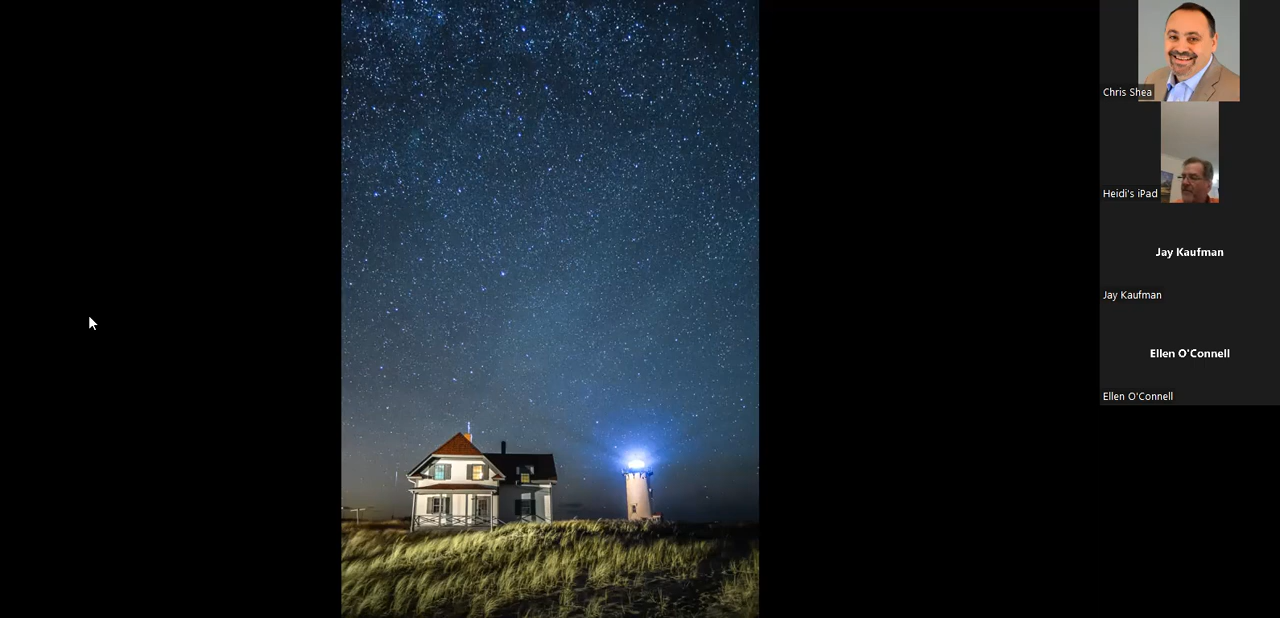 Chris Shea
Heidi's iPad
Jay Kaufman
Jay Kaufman
Ellen O'Connell
Ellen O'Connell